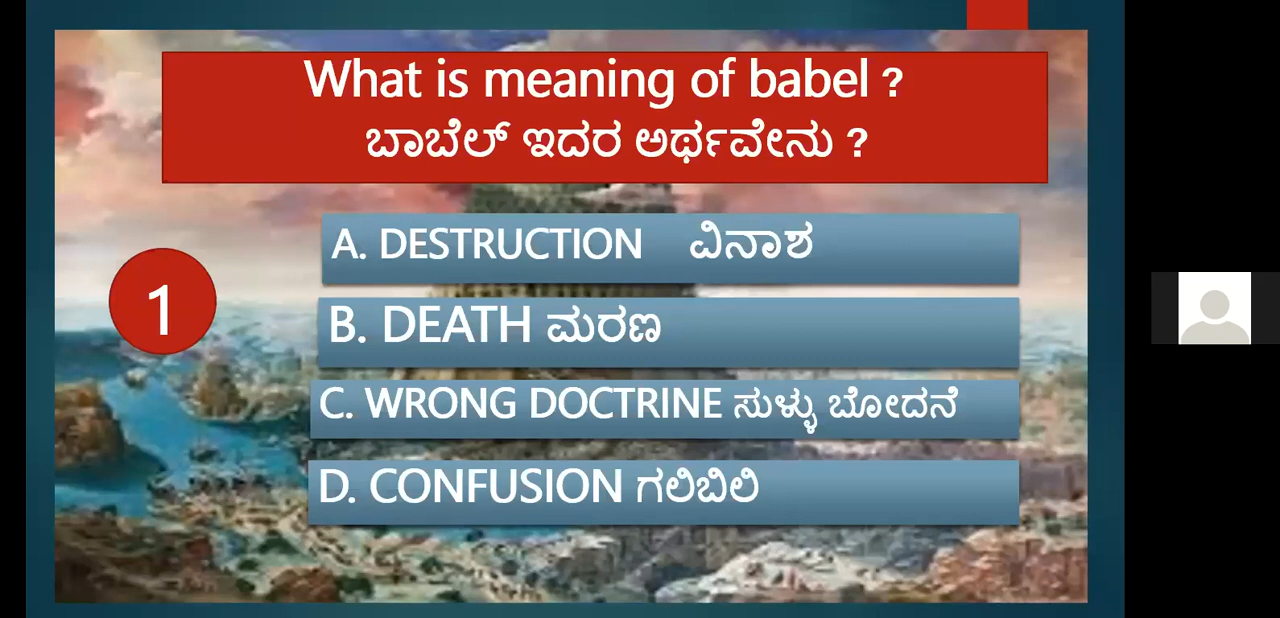 What is meaning of babel ?
ಬಾಬೆಲ್ ಇದರ ಅರ್ಥವೇನು ?
A. DESTRUCTION ವಿನಾಶ
B. DEATH ಮರಣ
1
C. WRONG DOCTRINE ಸುಳ್ಳು ಬೋದನೆ
D. CONFUSION ಗಲಿಬಿಲಿ